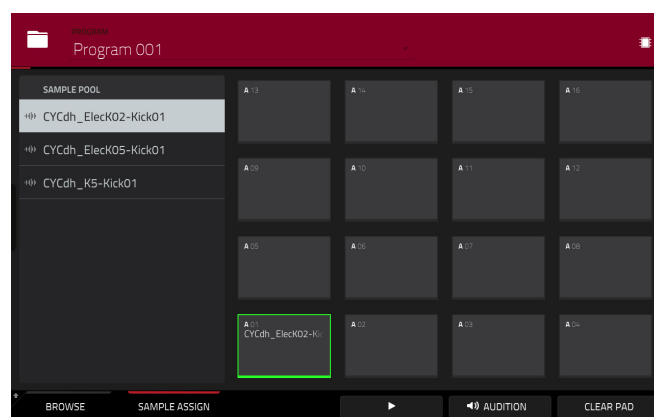 PROGRAM
Program 001
SAMPLE POOL
CYCdh_ElecK02-Kick01
CYCdh_ElecK05-Kick01
CYCdh_K5-Kick01
A 13
A 14
A 15
A 16
A 09
A 10
A 11
A 12
A 05
A 06
A 07
A 08
A 01
CYCdh_ElecK02-Kic
A 02
A 03
A 04
BROWSE
SAMPLE ASSIGN
AUDITION
CLEAR PAD